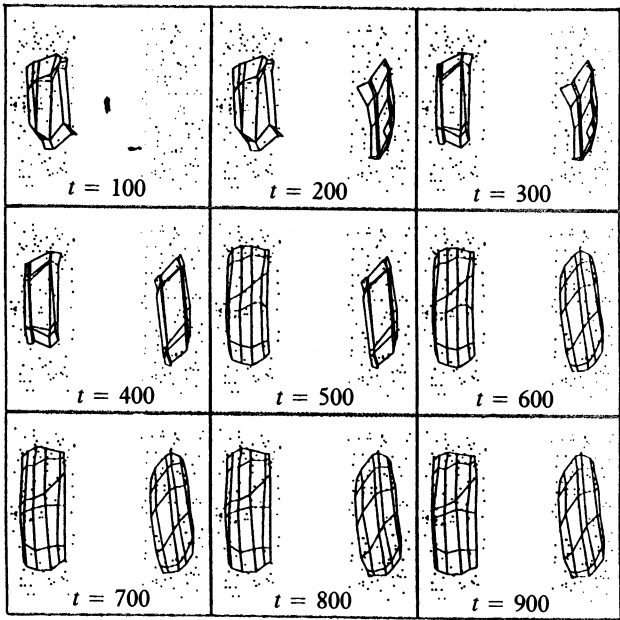 t = 100
t = 200
t = 300
t = 400
t = 500
t = 600
t = 700
t = 800
t = 900